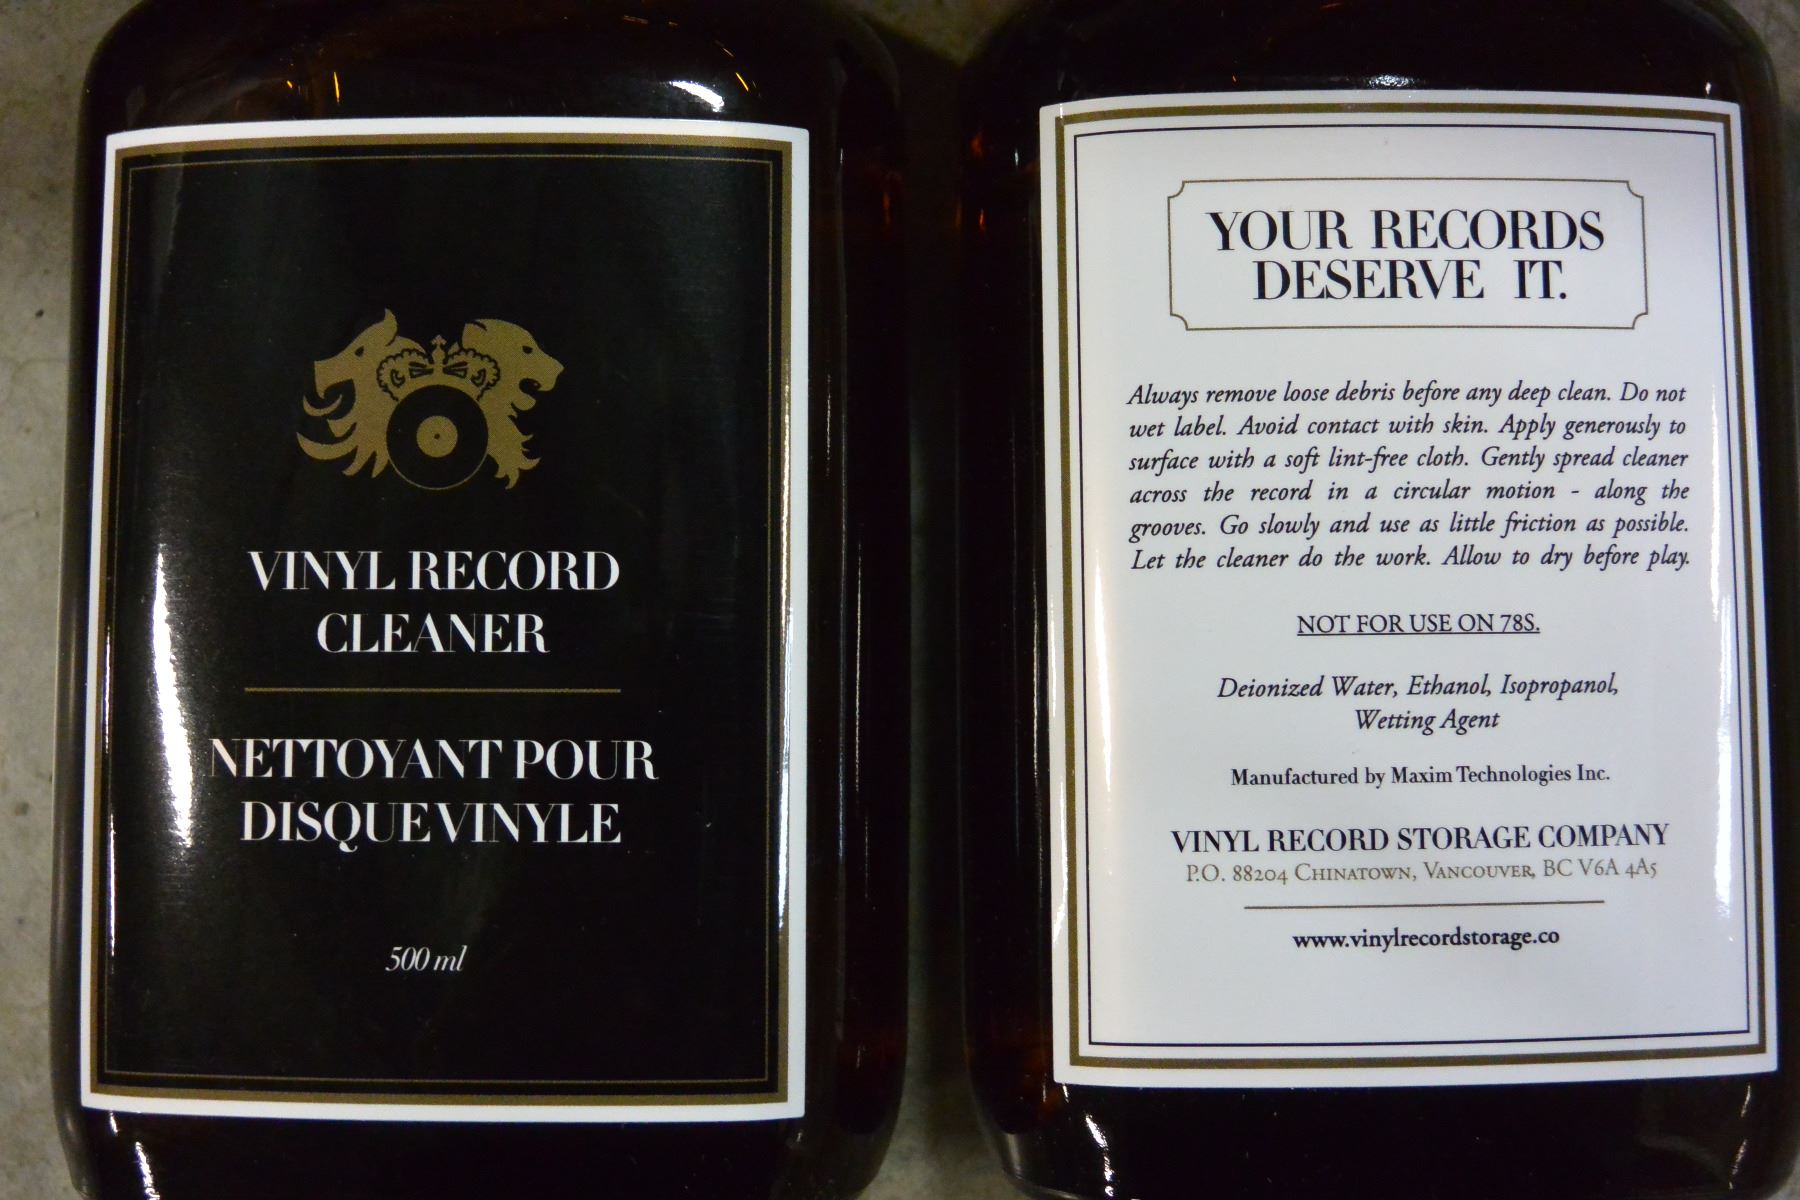 VINYL RECORD
CLEANER
NETTOYANT POUR
DISQUE VINYLE
500 ml
YOUR RECORDS
DESERVE IT.
Always remove loose debris before any deep clean. Do not
wet label. Avoid contact with skin. Apply generously to
surface with a soft lint-free cloth. Gently spread cleaner
across the record in a circular motion - along the
grooves. Go slowly and use as little friction as possible.
Let the cleaner do the work. Allow to dry before play.
NOT FOR USE ON 78S.
Deionized Water, Ethanol, Isopropanol,
Wetting Agent
Manufactured by Maxim Technologies Inc.
VINYL RECORD STORAGE COMPANY
P.O. 88204 CHINATOWN, VANCOUVER, BC V6A 4A5
www.vinylrecordstorage.co